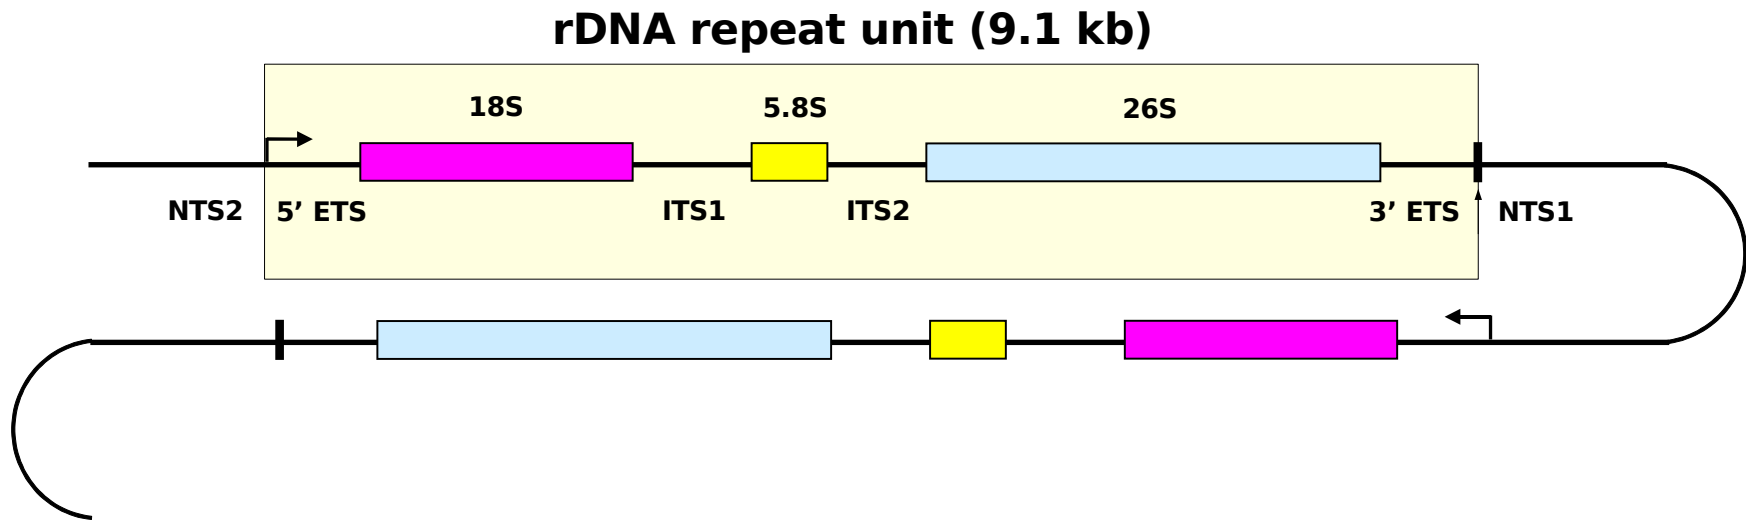 rDNA repeat unit (9.1 kb)
18S 5.8S 26S
NTS2 5’ ETS ITS1 ITS2 3’ ETS NTS1